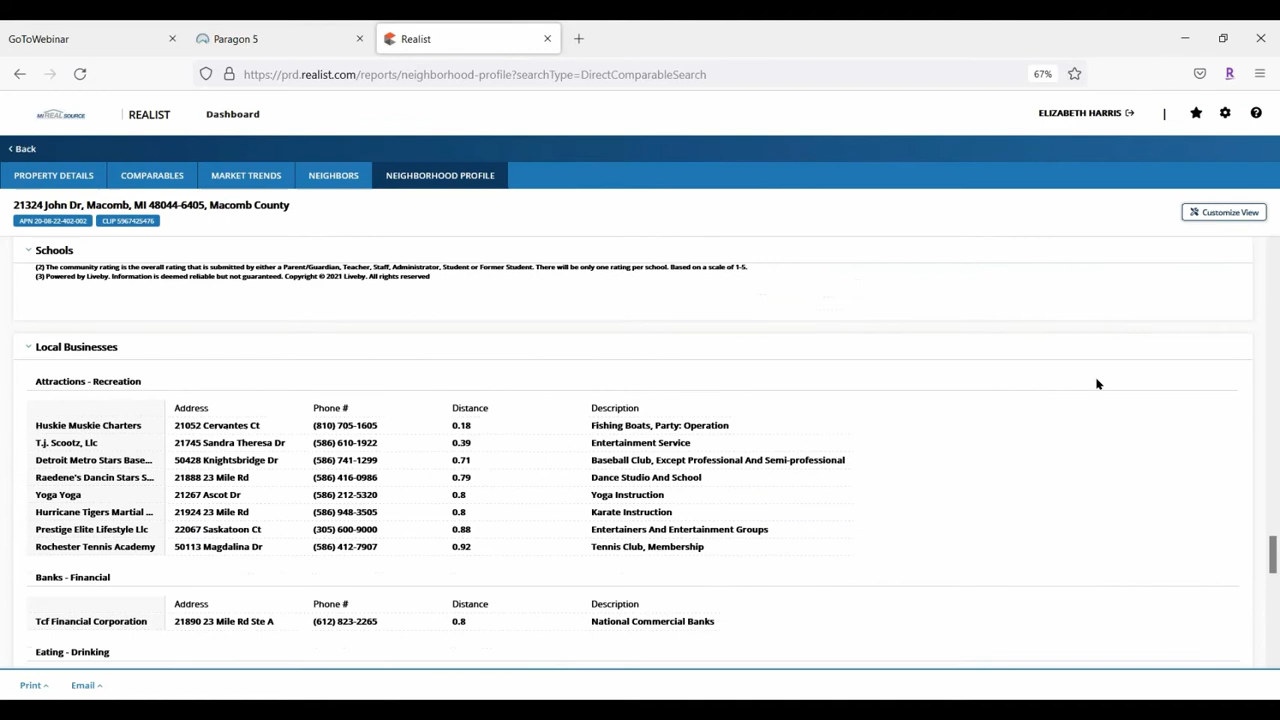 GoToWebinar
Paragon 5
Realist
https://prd.realist.com/reports/neighborhood-profile?searchType=DirectComparableSearch
67%
MIREALSOURCE
REALIST
Dashboard
ELIZABETH HARRIS
Back
PROPERTY DETAILS
COMPARABLES
MARKET TRENDS
NEIGHBORS
NEIGHBORHOOD PROFILE
21324 John Dr, Macomb, MI 48044-6405, Macomb County
APN 20-08-22-402-002
CLIP 5967425476
Customize View
Schools
(2) The community rating is the overall rating that is submitted by either a Parent/Guardian, Teacher, Staff, Administrator, Student or Former Student. There will be only one rating per school. Based on a scale of 1-5.
(3) Powered by Liveby. Information is deemed reliable but not guaranteed. Copyright © 2021 Liveby. All rights reserved
Local Businesses
Attractions - Recreation
Address Phone # Distance Description
Huskie Muskie Charters 21052 Cervantes Ct (810) 705-1605 0.18 Fishing Boats, Party: Operation
T.j. Scootz, Llc 21745 Sandra Theresa Dr (586) 610-1922 0.39 Entertainment Service
Detroit Metro Stars Base... 50428 Knightsbridge Dr (586) 741-1299 0.71 Baseball Club, Except Professional And Semi-professional
Raedene's Dancin Stars S... 21888 23 Mile Rd (586) 416-0986 0.79 Dance Studio And School
Yoga Yoga 21267 Ascot Dr (586) 212-5320 0.8 Yoga Instruction
Hurricane Tigers Martial ... 21924 23 Mile Rd (586) 948-3505 0.8 Karate Instruction
Prestige Elite Lifestyle Llc 22067 Saskatoon Ct (305) 600-9000 0.88 Entertainers And Entertainment Groups
Rochester Tennis Academy 50113 Magdalina Dr (586) 412-7907 0.92 Tennis Club, Membership
Banks - Financial
Address Phone # Distance Description
Tcf Financial Corporation 21890 23 Mile Rd Ste A (612) 823-2265 0.8 National Commercial Banks
Eating - Drinking
Print
Email